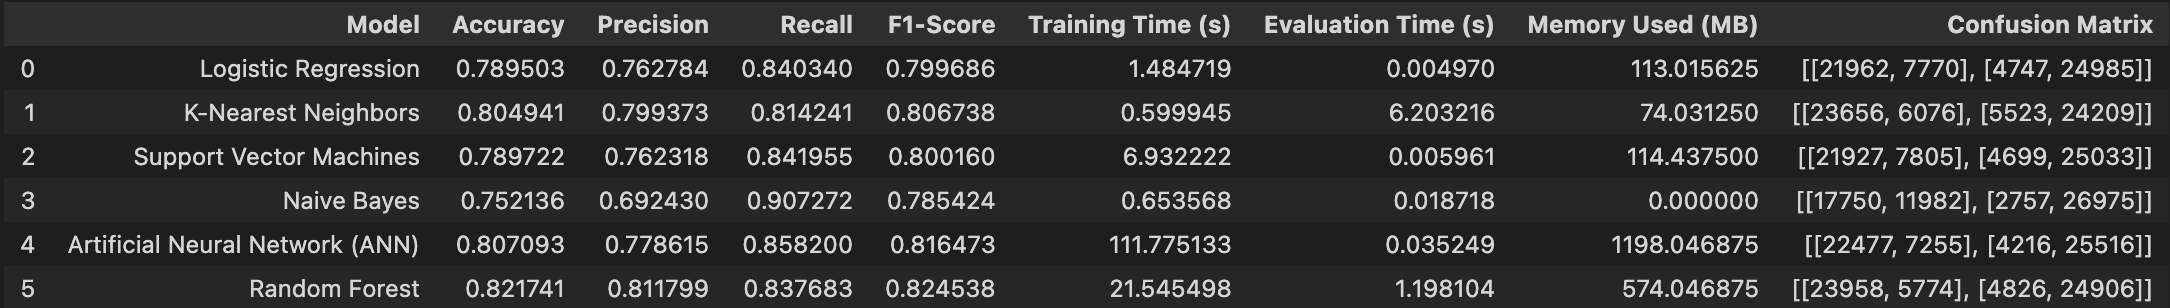 Model Accuracy Precision Recall F1-Score Training Time (s) Evaluation Time (s) Memory Used (MB) Confusion Matrix
0 Logistic Regression 0.789503 0.762784 0.840340 0.799686 1.484719 0.004970 113.015625 [[21962, 7770], [4747, 24985]]
1 K-Nearest Neighbors 0.804941 0.799373 0.814241 0.806738 0.599945 6.203216 74.031250 [[23656, 6076], [5523, 24209]]
2 Support Vector Machines 0.789722 0.762318 0.841955 0.800160 6.932222 0.005961 114.437500 [[21927, 7805], [4699, 25033]]
3 Naive Bayes 0.752136 0.692430 0.907272 0.785424 0.653568 0.018718 0.000000 [[17750, 11982], [2757, 26975]]
4 Artificial Neural Network (ANN) 0.807093 0.778615 0.858200 0.816473 111.775133 0.035249 1198.046875 [[22477, 7255], [4216, 25516]]
5 Random Forest 0.821741 0.811799 0.837683 0.824538 21.545498 1.198104 574.046875 [[23958, 5774], [4826, 24906]]